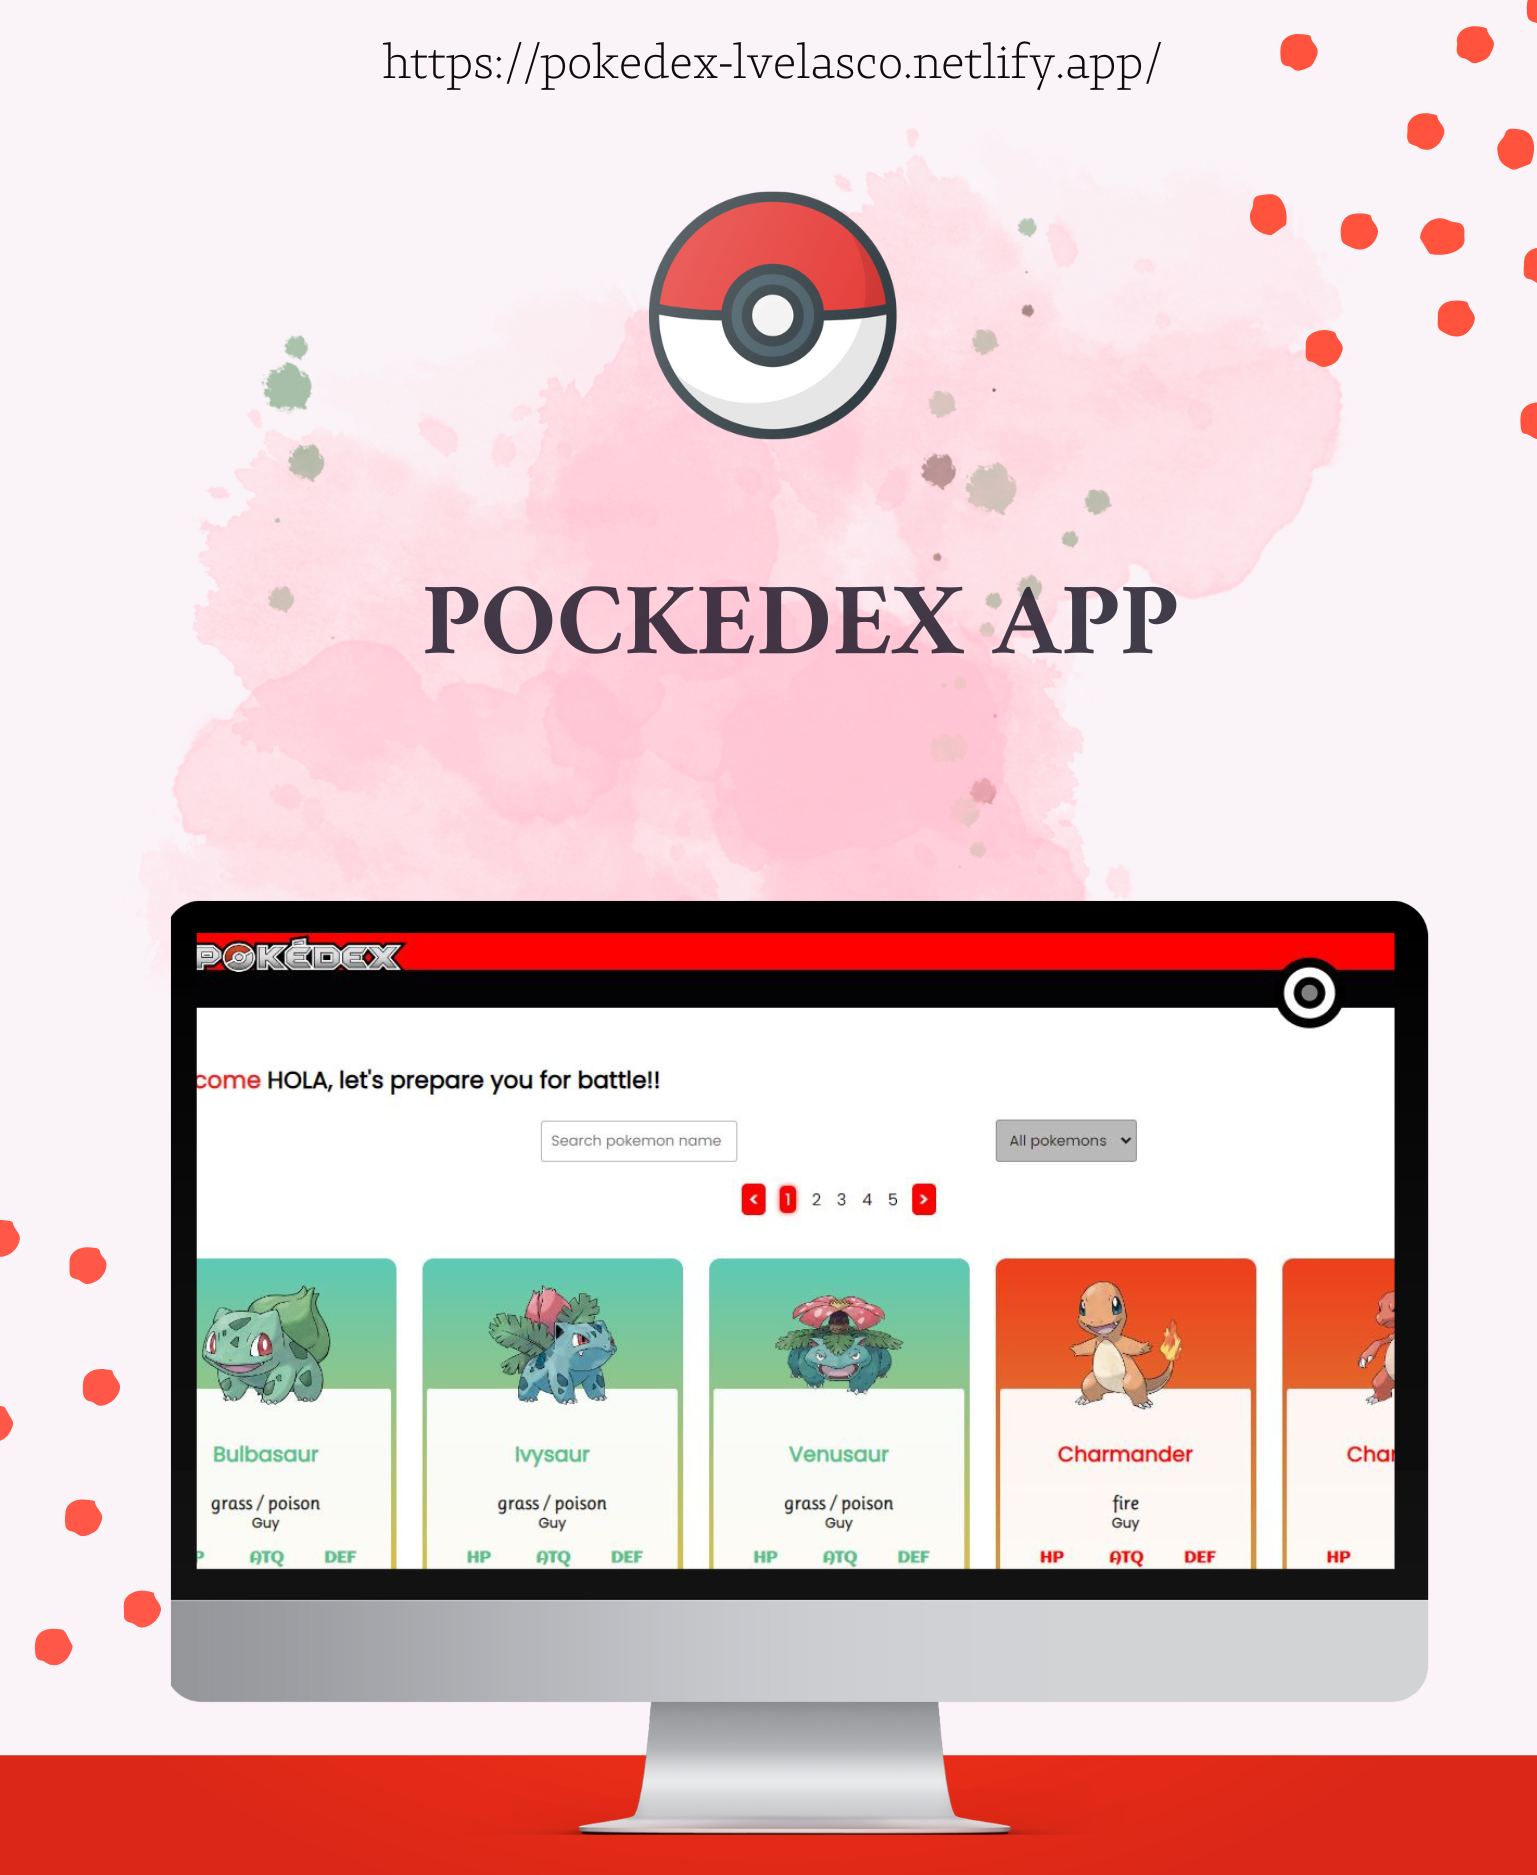 https://pokedex-lvelasco.netlify.app/
POCKEDEX APP
POKÉDEX
come HOLA, let's prepare you for battle!!
Search pokemon name All pokemons
< 1 2 3 4 5 >
Bulbasaur Ivysaur Venusaur Charmander Char
grass / poison grass / poison grass / poison fire
Guy Guy Guy Guy
P ATQ DEF HP ATQ DEF HP ATQ DEF HP ATQ DEF HP